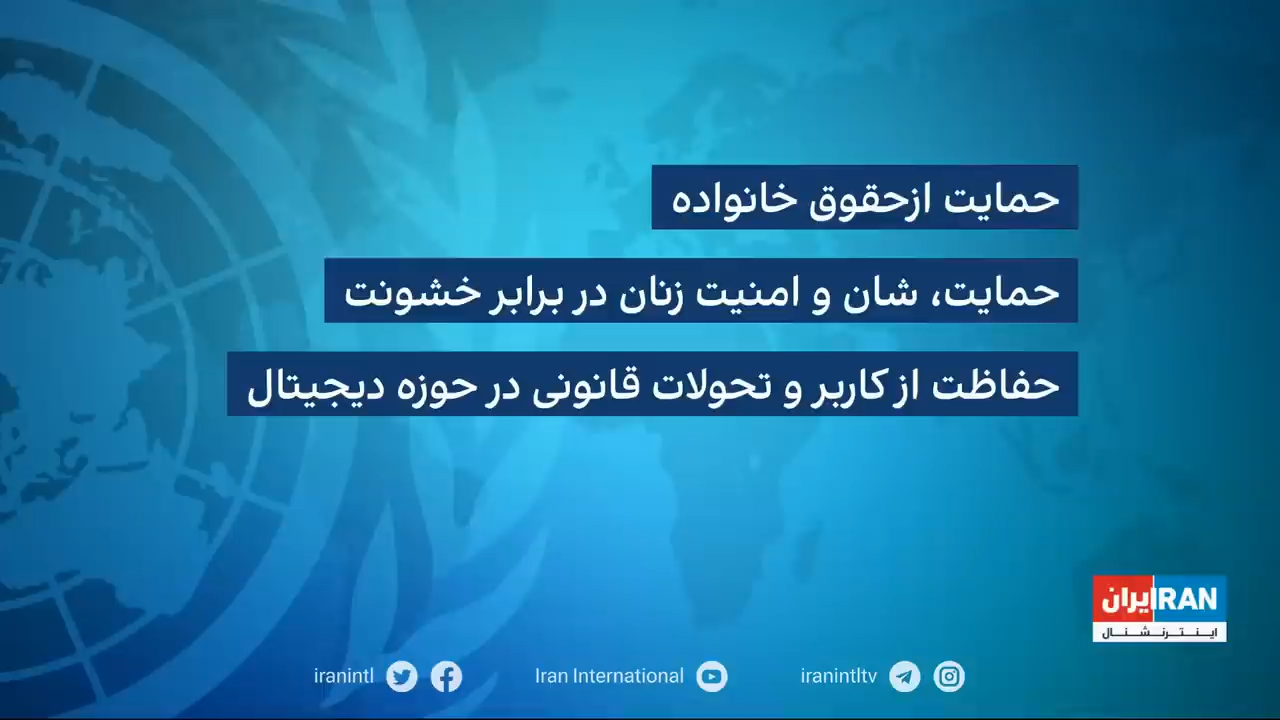 حمایت ازحقوق خانواده
حمایت، شان و امنیت زنان در برابر خشونت
حفاظت از کاربر و تحولات قانونی در حوزه دیجیتال
ایران IRAN
اینترنشنال
iranintl
Iran International
iranintltv